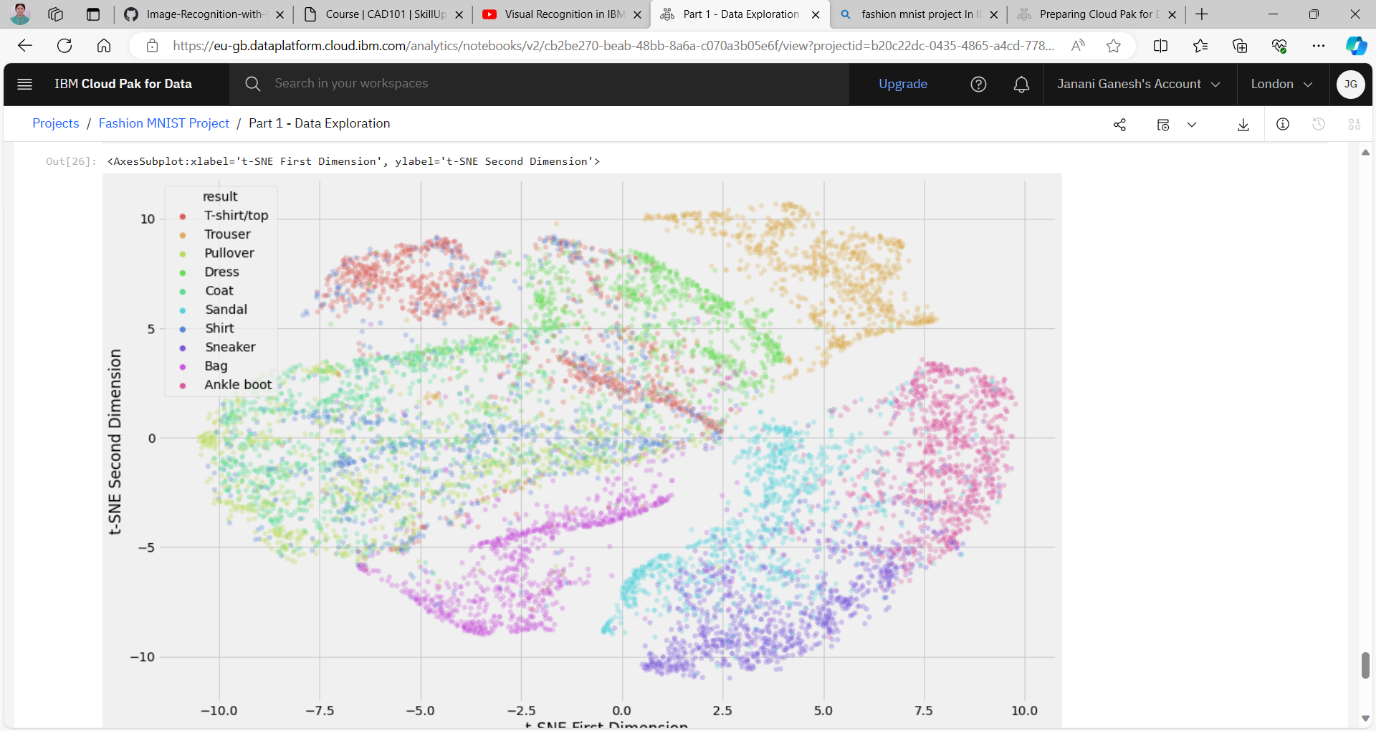 Image-Recognition-with-
Course | CAD101 | SkillUp
Visual Recognition in IBM
Part 1 - Data Exploration
fashion mnist project In
Preparing Cloud Pak for
https://eu-gb.dataplatform.cloud.ibm.com/analytics/notebooks/v2/cb2be270-beab-48bb-8a6a-c070a3b05e6f/view?projectid=b20c22dc-0435-4865-a4cd-778...
IBM Cloud Pak for Data
Search in your workspaces
Upgrade
Janani Ganesh's Account
London
JG
Projects / Fashion MNIST Project / Part 1 - Data Exploration
Out[26]: <AxesSubplot:xlabel='t-SNE First Dimension', ylabel='t-SNE Second Dimension'>
result
T-shirt/top
Trouser
Pullover
Dress
Coat
Sandal
Shirt
Sneaker
Bag
Ankle boot
10
5
0
−5
−10
t-SNE Second Dimension
−10.0 −7.5 −5.0 −2.5 0.0 2.5 5.0 7.5 10.0
t-SNE First Dimension